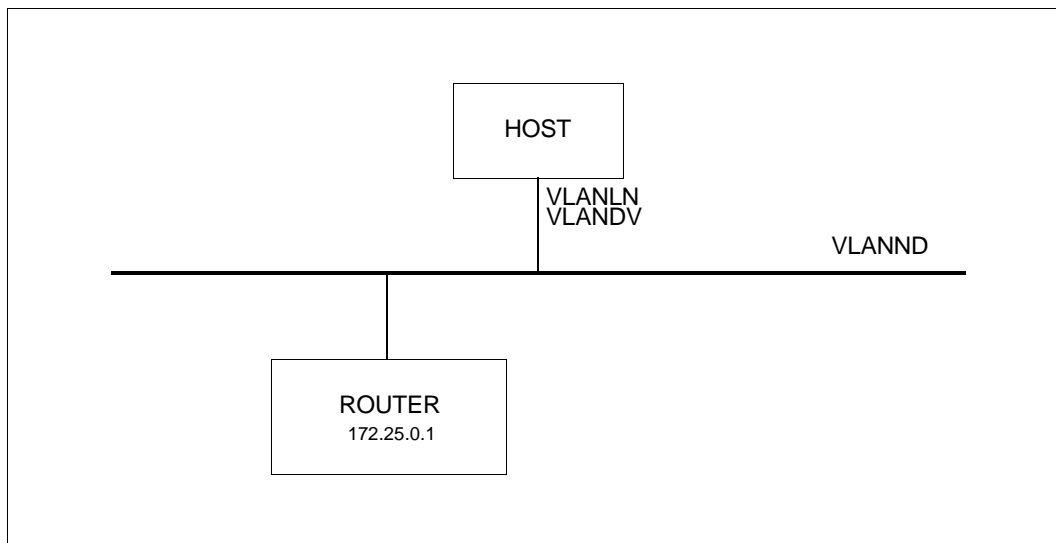 HOST
VLANLN
VLANDV
VLANND
ROUTER
172.25.0.1